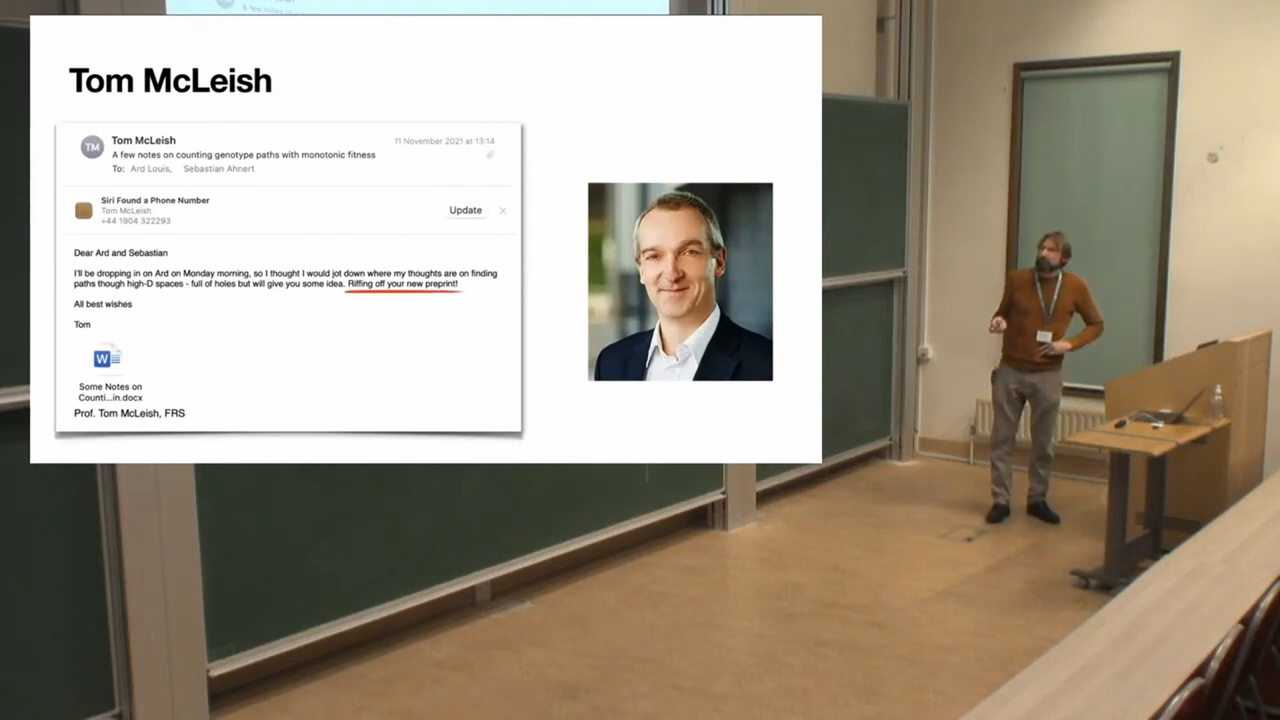 Tom McLeish
TM
Tom McLeish
11 November 2021 at 13:14
A few notes on counting genotype paths with monotonic fitness
To: Ard Louis, Sebastian Ahnert
Siri Found a Phone Number
Tom McLeish
+44 1904 322293
Update
Dear Ard and Sebastian
I'll be dropping in on Ard on Monday morning, so I thought I would jot down where my thoughts are on finding
paths though high-D spaces - full of holes but will give you some idea. Riffing off your new preprint!
All best wishes
Tom
W
Some Notes on
Counti...in.docx
Prof. Tom McLeish, FRS